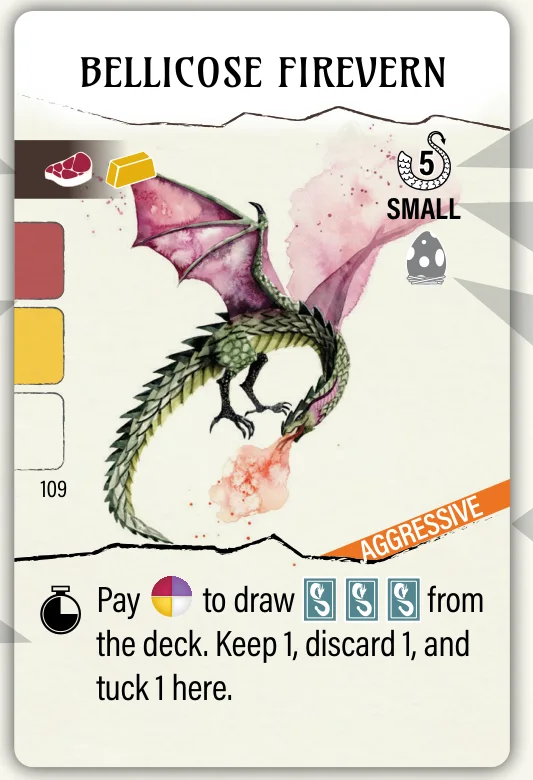 BELLICOSE FIREVERN
5
SMALL
109
AGGRESSIVE
Pay to draw from
the deck. Keep 1, discard 1, and
tuck 1 here.